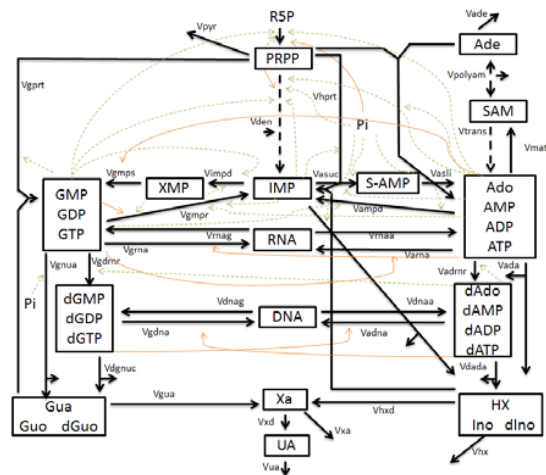 R5P
Vpyr
Vade
Ade
PRPP
Vgprt
Vhprt
Vpolyam
SAM
Vden
Pi
Vtrans
Vmat
Vgmps
XMP
Vimpd
IMP
Vasuc
S-AMP
Vasli
GMP
GDP
GTP
Vgmpr
Vampd
Ado
AMP
ADP
ATP
Vrnag
RNA
Vrnaa
Vgrna
Varna
Vgnua
Vgdrnr
Vadrnr
Vada
Pi
dGMP
dGDP
dGTP
Vdnag
DNA
Vdnaa
Vgdna
Vadna
dAdo
dAMP
dADP
dATP
Vdgnuc
Vdada
Gua
Guo dGuo
Vgua
Xa
Vhxd
HX
Ino dIno
Vxd
Vxa
UA
Vhx
Vua